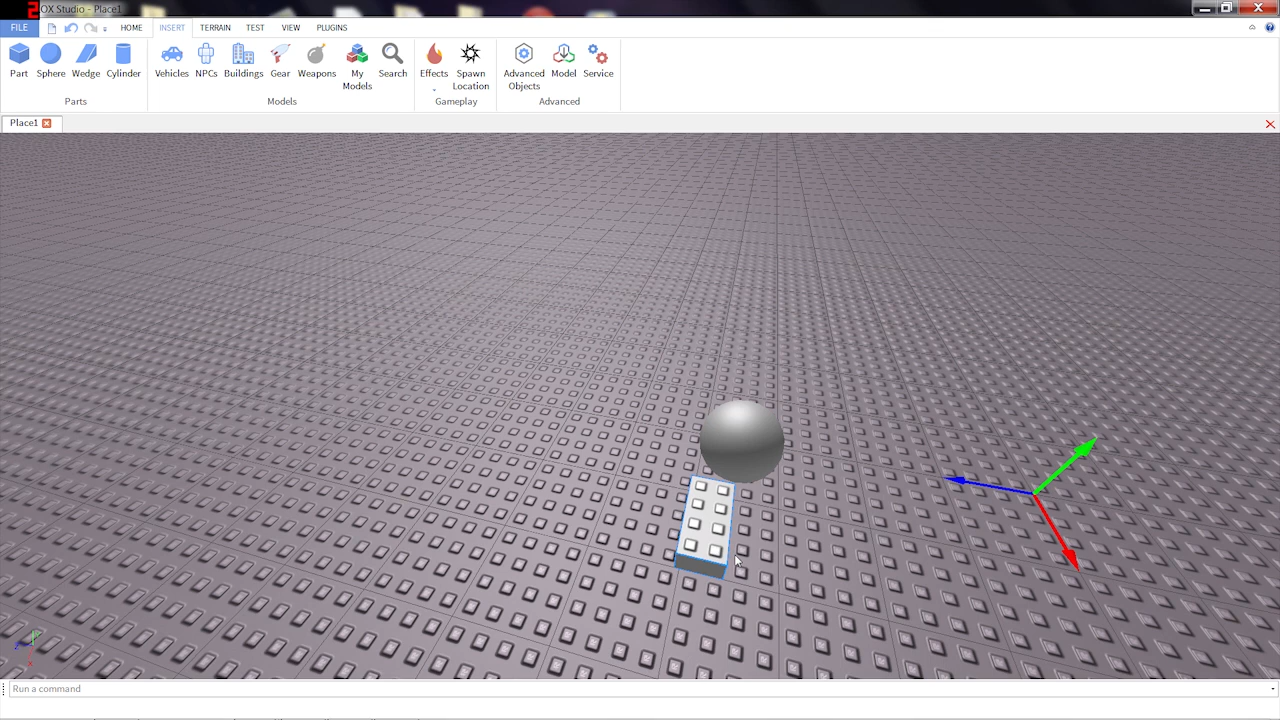 2OX Studio - Place1
FILE HOME INSERT TERRAIN TEST VIEW PLUGINS
Part Sphere Wedge Cylinder Vehicles NPCs Buildings Gear Weapons My Models Search Effects Spawn Location Advanced Objects Model Service
Parts Models Gameplay Advanced
Place1
Run a command